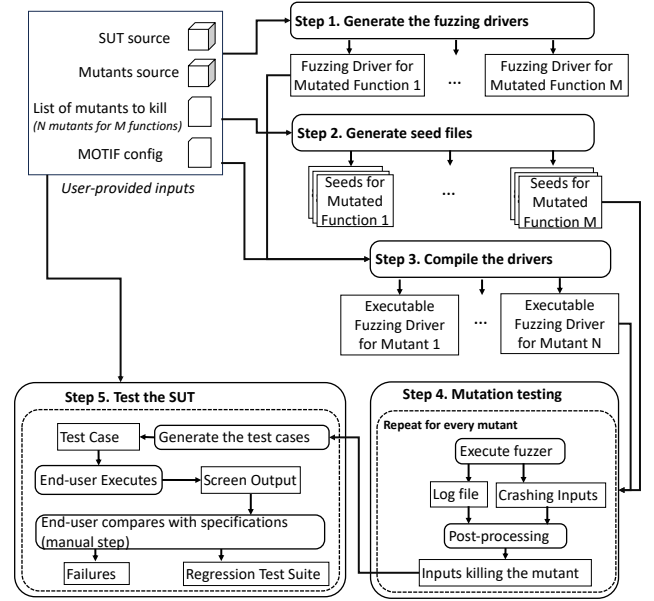 SUT source
Mutants source
List of mutants to kill
(N mutants for M functions)
MOTIF config
User-provided inputs
Step 1. Generate the fuzzing drivers
Fuzzing Driver for
Mutated Function 1
...
Fuzzing Driver for
Mutated Function M
Step 2. Generate seed files
Seeds for
Mutated
Function 1
...
Seeds for
Mutated
Function M
Step 3. Compile the drivers
Executable
Fuzzing Driver
for Mutant 1
...
Executable
Fuzzing Driver
for Mutant N
Step 4. Mutation testing
Repeat for every mutant
Execute fuzzer
Log file
Crashing Inputs
Post-processing
Inputs killing the mutant
Step 5. Test the SUT
Test Case
Generate the test cases
End-user Executes
Screen Output
End-user compares with specifications
(manual step)
Failures
Regression Test Suite